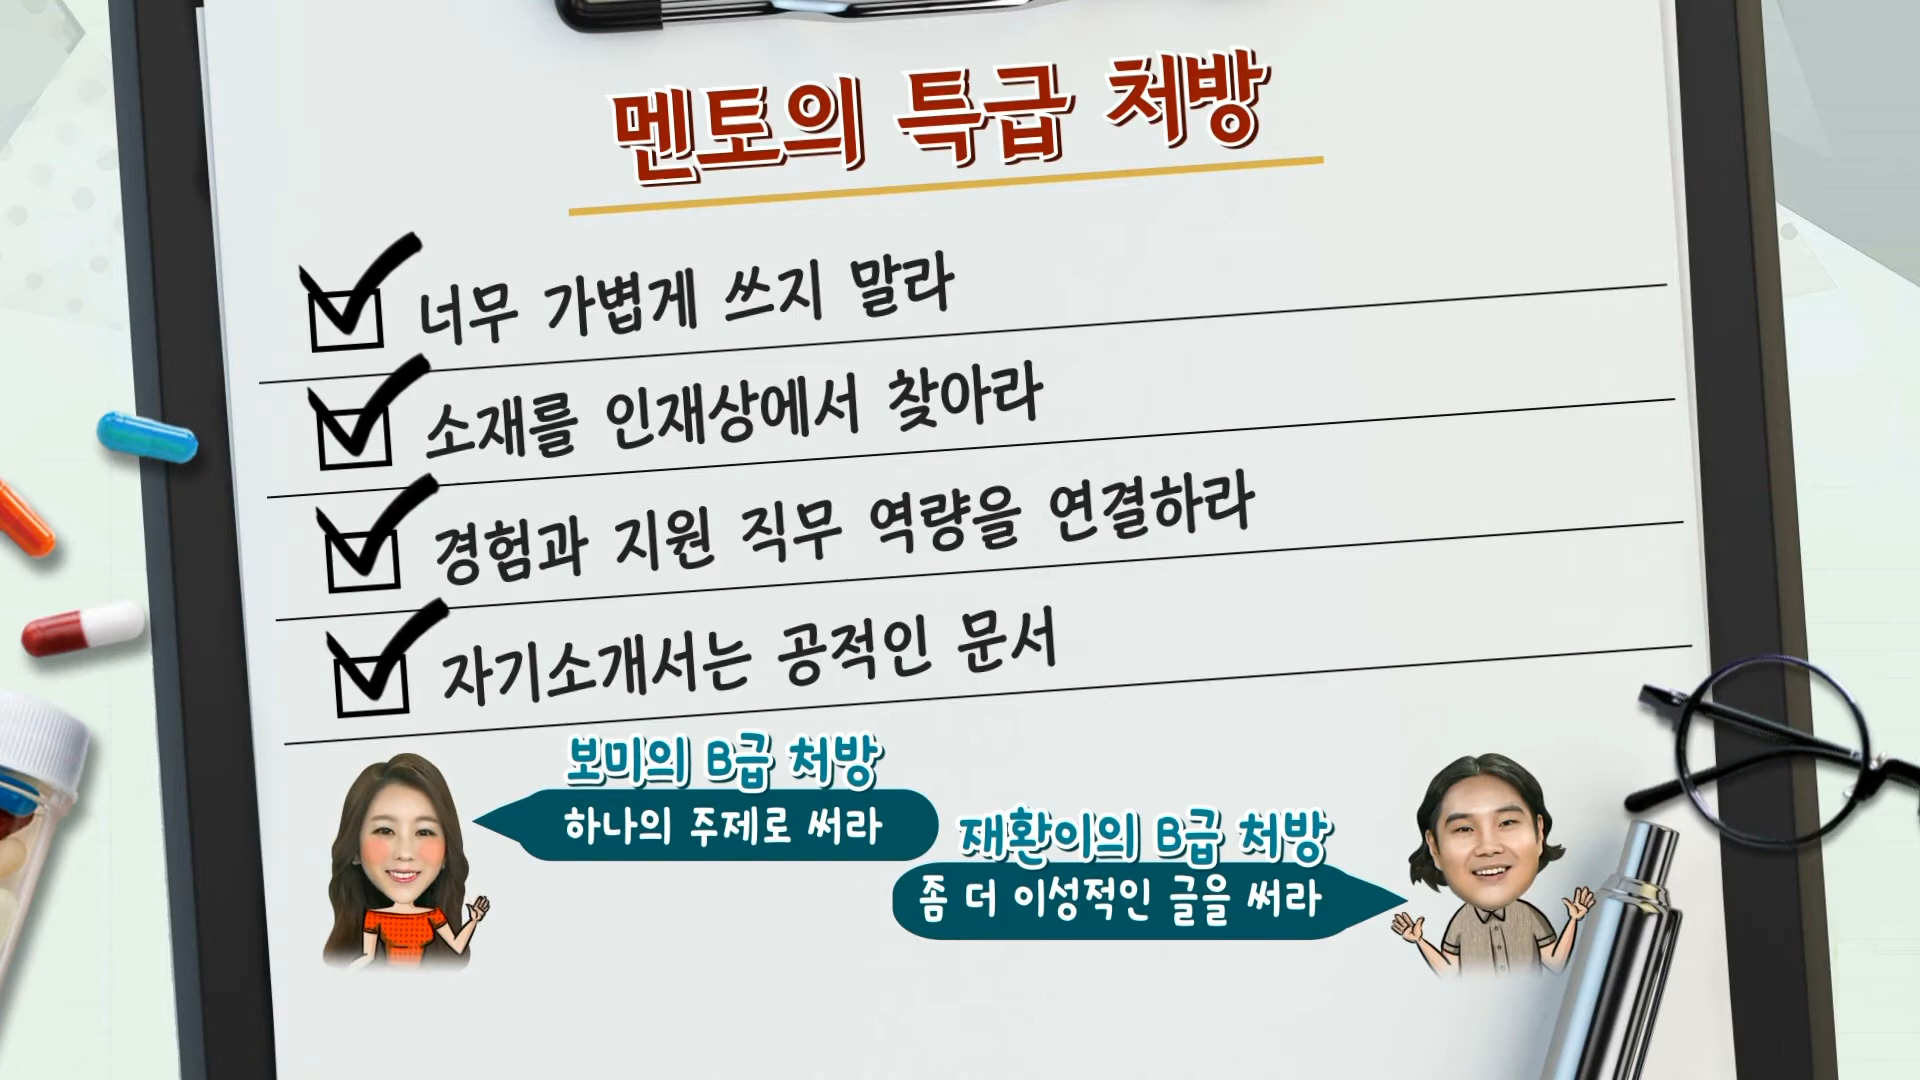 멘토의 특급 처방
너무 가볍게 쓰지 말라
소재를 인재상에서 찾아라
경험과 지원 직무 역량을 연결하라
자기소개서는 공적인 문서
보미의 B급 처방
하나의 주제로 써라
재환이의 B급 처방
좀 더 이성적인 글을 써라